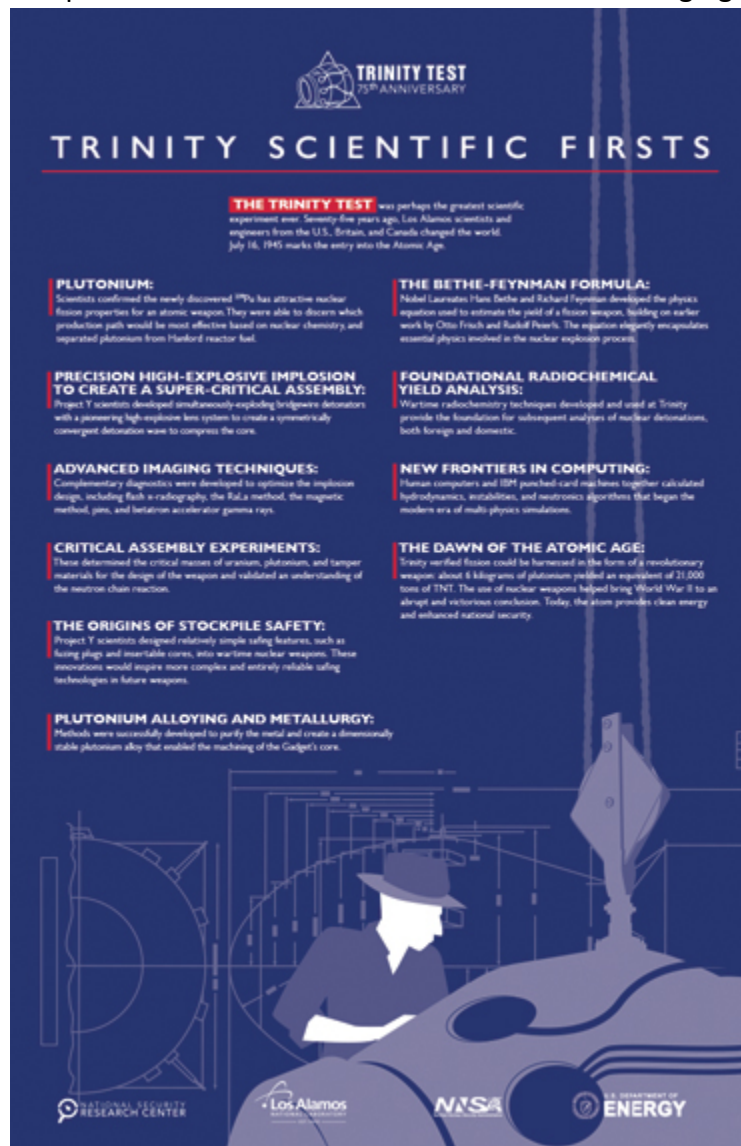 TRINITY TEST
75TH ANNIVERSARY
TRINITY SCIENTIFIC FIRSTS
THE TRINITY TEST was perhaps the greatest scientific
experiment ever. Seventy-five years ago, Los Alamos scientists and
engineers from the U.S., Britain, and Canada changed the world.
July 16, 1945 marks the entry into the Atomic Age.
PLUTONIUM:
Scientists confirmed the newly discovered has attractive nuclear
fission properties for an atomic weapon. They were able to discern which
production path would be most effective based on nuclear chemistry, and
separated plutonium from Hanford reactor fuel.
PRECISION HIGH-EXPLOSIVE IMPLOSION
TO CREATE A SUPER-CRITICAL ASSEMBLY:
Project Y scientists developed simultaneously-exploding bridgewire detonators
with a pioneering high-explosive lens system to create a symmetrically
convergent detonation wave to compress the core.
ADVANCED IMAGING TECHNIQUES:
Complementary diagnostics were developed to optimize the implosion
design, including flash x-radiography, the RaLa method, the magnetic
method, pins, and betatron accelerator gamma rays.
CRITICAL ASSEMBLY EXPERIMENTS:
These determined the critical masses of uranium, plutonium, and tamper
materials for the design of the weapon and validated an understanding of
the neutron chain reaction.
THE ORIGINS OF STOCKPILE SAFETY:
Project Y scientists designed relatively simple safing features, such as
fuzing plugs and insertable cores, into wartime nuclear weapons. These
innovations would inspire more complex and entirely reliable safing
technologies in future weapons.
PLUTONIUM ALLOYING AND METALLURGY:
Methods were successfully developed to purify the metal and create a dimensionally
stable plutonium alloy that enabled the machining of the Gadget's core.
THE BETHE-FEYNMAN FORMULA:
Nobel Laureates Hans Bethe and Richard Feynman developed the physics
equation used to estimate the yield of a fission weapon, building on earlier
work by Otto Frisch and Rudolf Peierls. The equation elegantly encapsulates
essential physics involved in the nuclear explosion process.
FOUNDATIONAL RADIOCHEMICAL
YIELD ANALYSIS:
Wartime radiochemistry techniques developed and used at Trinity
provide the foundation for subsequent analyses of nuclear detonations,
both foreign and domestic.
NEW FRONTIERS IN COMPUTING:
Human computers and IBM punched-card machines together calculated
hydrodynamics, instabilities, and neutronics algorithms that began the
modern era of multi-physics simulations.
THE DAWN OF THE ATOMIC AGE:
Trinity verified fission could be harnessed in the form of a revolutionary
weapon: about 6 kilograms of plutonium yielded an equivalent of 21,000
tons of TNT. The use of nuclear weapons helped bring World War II to an
abrupt and victorious conclusion. Today, the atom provides clean energy
and enhanced national security.
NATIONAL SECURITY
RESEARCH CENTER
Los Alamos
NATIONAL LABORATORY
NNSA
U.S. DEPARTMENT OF
ENERGY